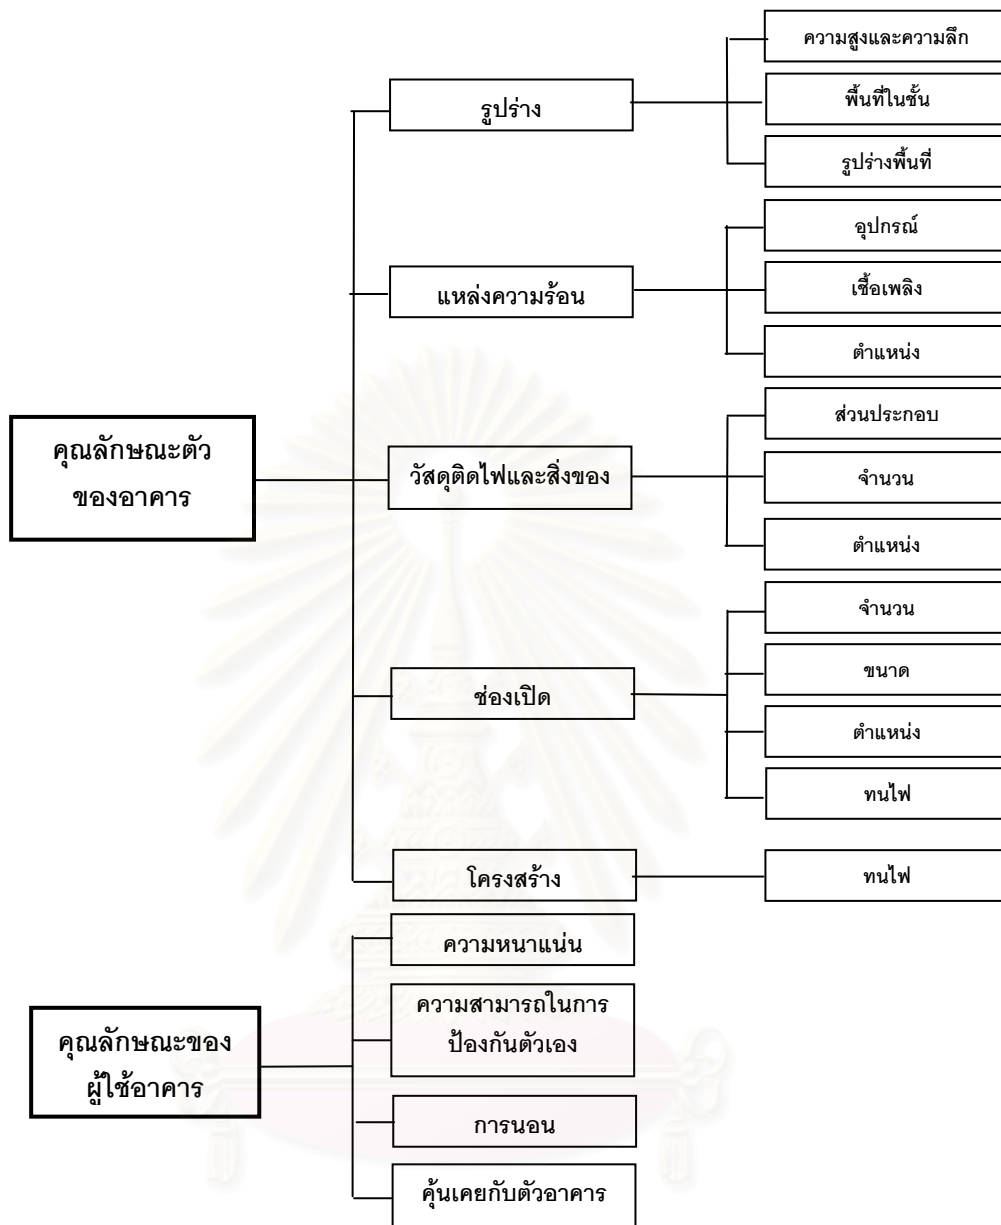 ความสูงและความลึก
รูปร่าง
พื้นที่ในชั้น
รูปร่างพื้นที่
อุปกรณ์
แหล่งความร้อน
เชื้อเพลิง
ตำแหน่ง
คุณลักษณะตัว
ของอาคาร
ส่วนประกอบ
วัสดุติดไฟและสิ่งของ
จำนวน
ตำแหน่ง
จำนวน
ช่องเปิด
ขนาด
ตำแหน่ง
ทนไฟ
โครงสร้าง
ทนไฟ
คุณลักษณะของ
ผู้ใช้อาคาร
ความหนาแน่น
ความสามารถในการ
ป้องกันตัวเอง
การนอน
คุ้นเคยกับตัวอาคาร